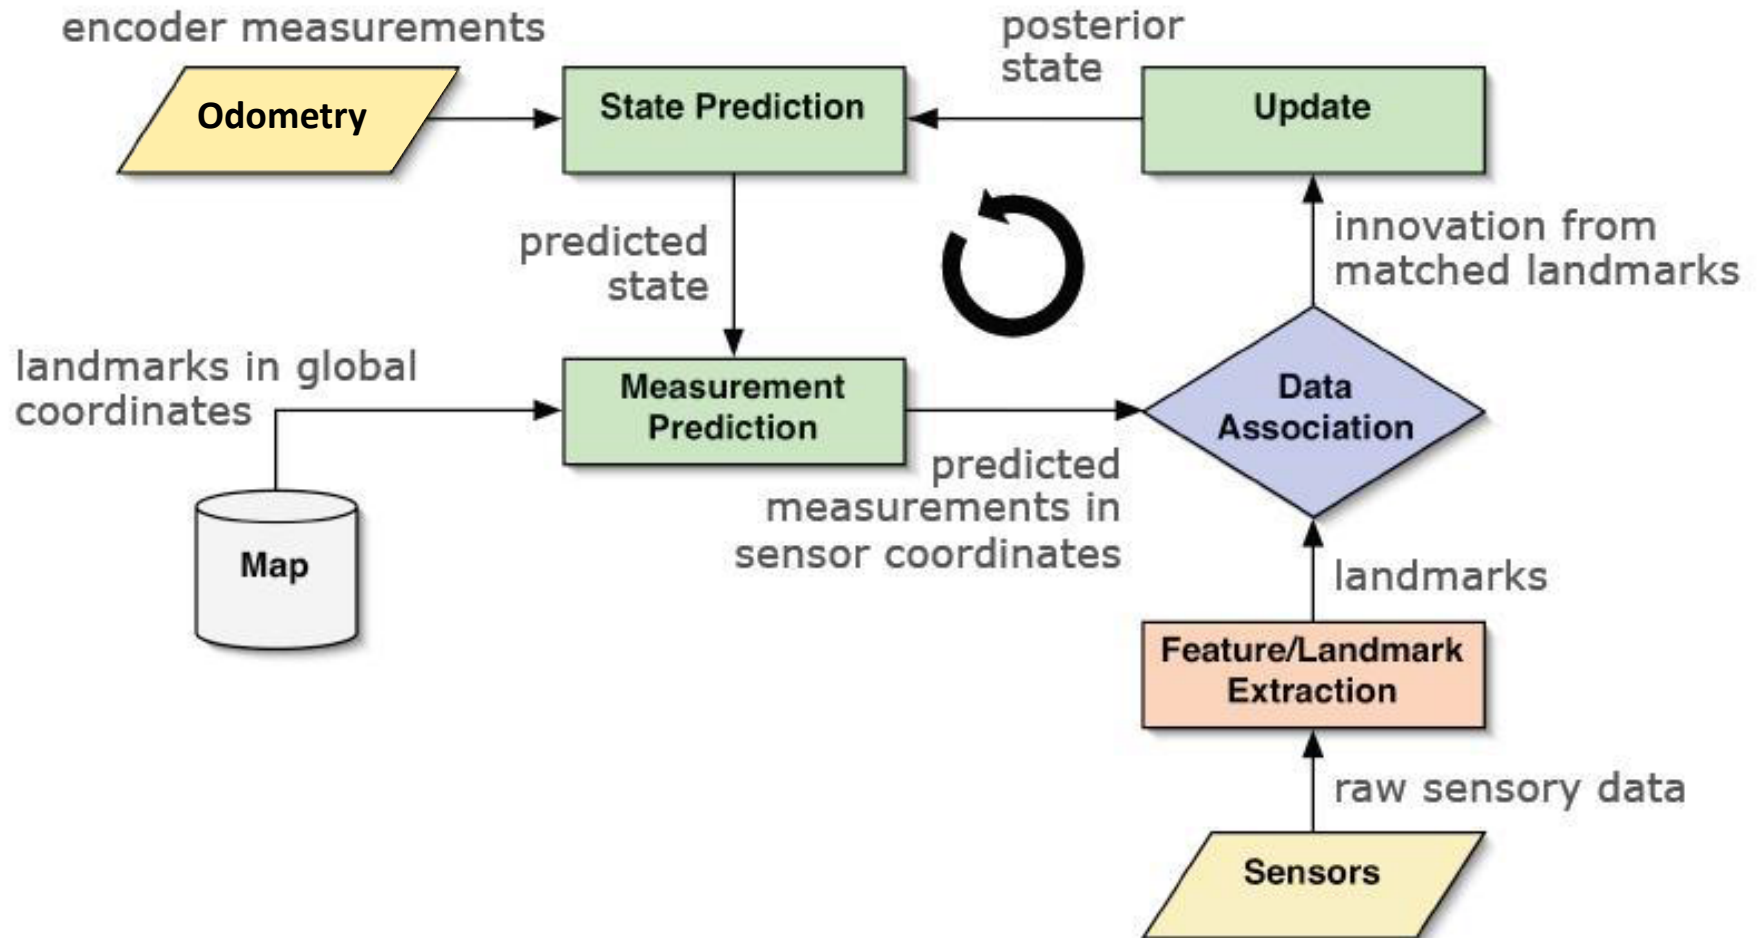 encoder measurements
posterior
state
Odometry
State Prediction
Update
predicted
state
innovation from
matched landmarks
landmarks in global
coordinates
Measurement
Prediction
Data
Association
predicted
measurements in
sensor coordinates
Map
landmarks
Feature/Landmark
Extraction
raw sensory data
Sensors